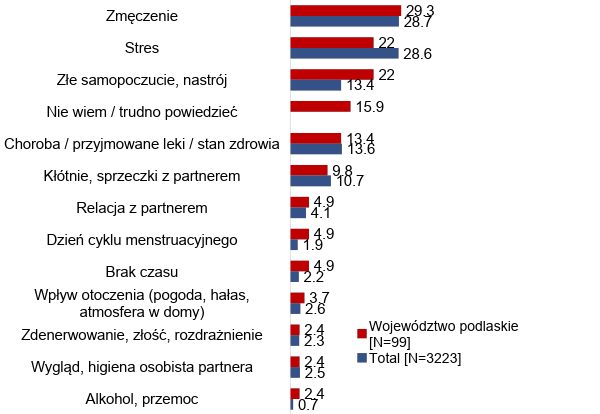 Zmęczenie 29.3
28.7
Stres 22
28.6
Złe samopoczucie, nastrój 22
13.4
Nie wiem / trudno powiedzieć 15.9
Choroba / przyjmowane leki / stan zdrowia 13.4
13.6
Kłótnie, sprzeczki z partnerem 9.8
10.7
Relacja z partnerem 4.9
4.1
Dzień cyklu menstruacyjnego 4.9
1.9
Brak czasu 4.9
2.2
Wpływ otoczenia (pogoda, hałas,
atmosfera w domy) 3.7
2.6
Zdenerwowanie, złość, rozdrażnienie 2.4
2.3
Wygląd, higiena osobista partnera 2.4
2.5
Alkohol, przemoc 2.4
0.7
Województwo podlaskie
[N=99]
Total [N=3223]